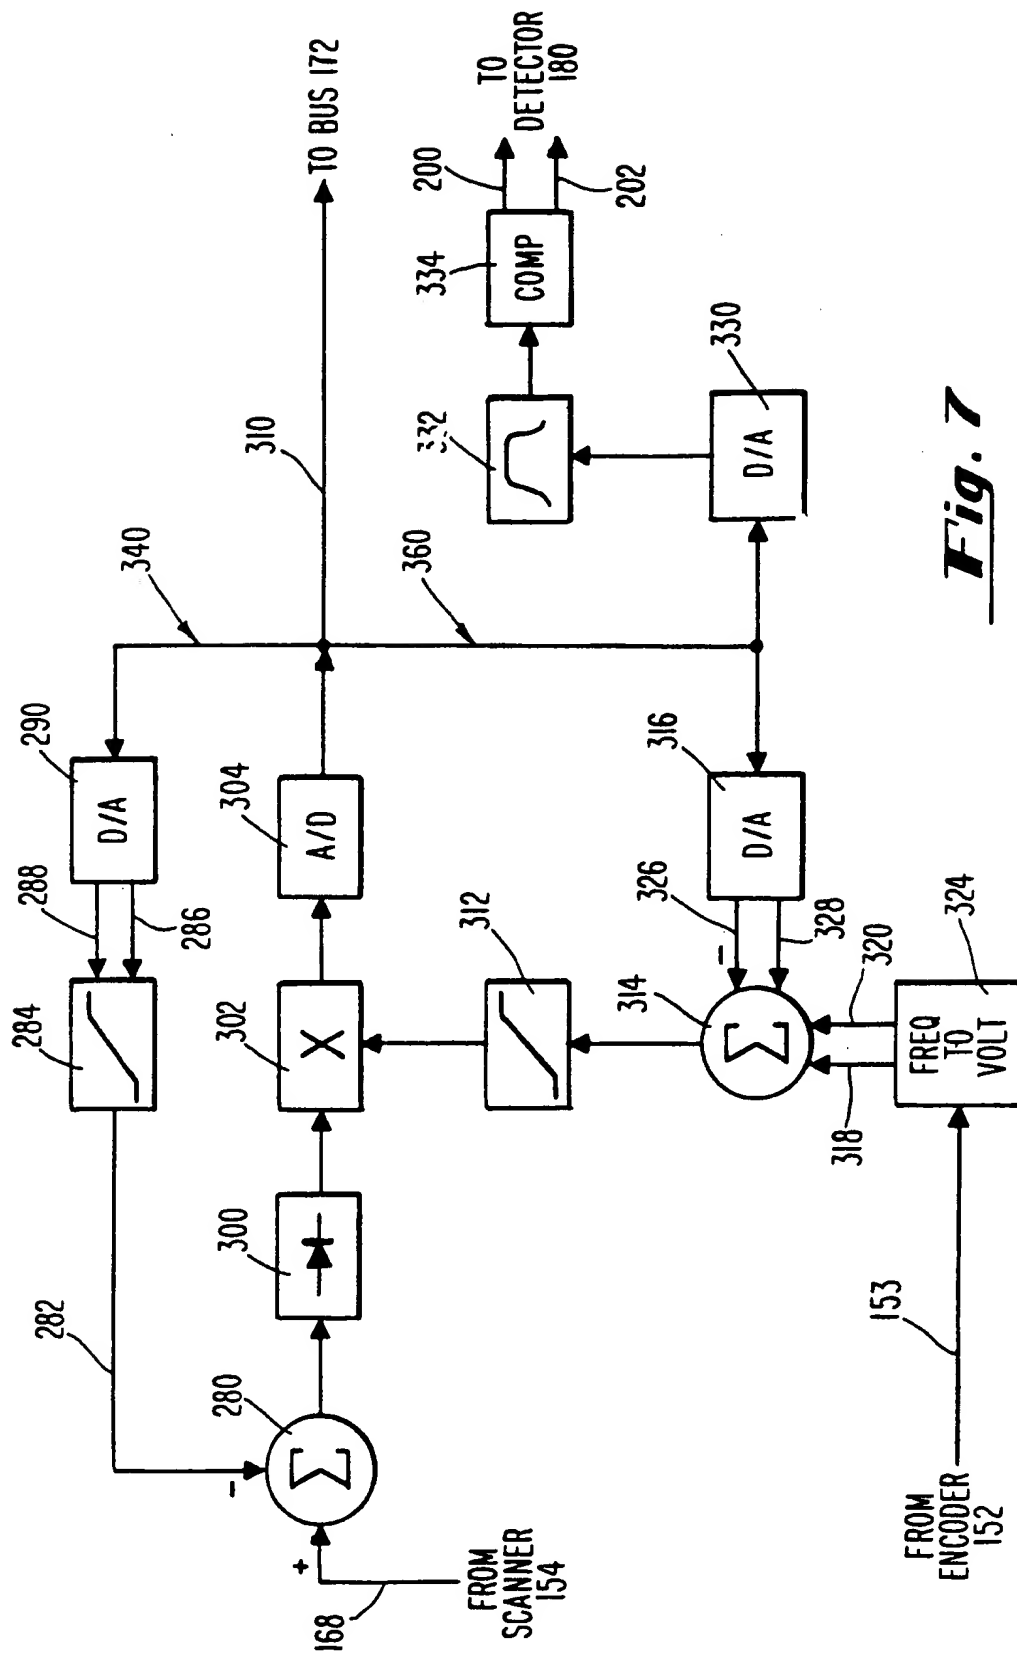 282
284
288
286
290
D/A
340
310
TO BUS 172
168
+
FROM
SCANNER
154
-
280
Σ
300
302
X
304
A/D
312
360
332
334
COMP
200
202
TO
DETECTOR
180
314
Σ
-
326
328
316
D/A
330
D/A
318
320
324
FREQ
TO
VOLT
153
FROM
ENCODER
152
Fig. 7